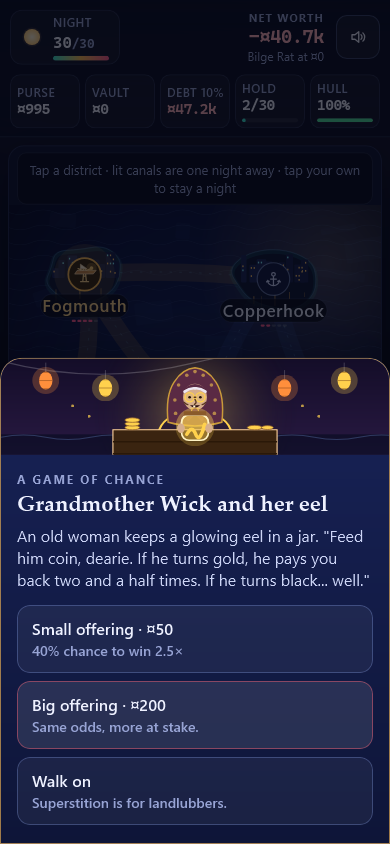 NIGHT
30/30
NET WORTH
−¤40.7k
Bilge Rat at ¤0
PURSE
¤995
VAULT
¤0
DEBT 10%
¤47.2k
HOLD
2/30
HULL
100%
Tap a district · lit canals are one night away · tap your own
to stay a night
Fogmouth
Copperhook
A GAME OF CHANCE
Grandmother Wick and her eel
An old woman keeps a glowing eel in a jar. "Feed
him coin, dearie. If he turns gold, he pays you
back two and a half times. If he turns black... well."
Small offering · ¤50
40% chance to win 2.5×
Big offering · ¤200
Same odds, more at stake.
Walk on
Superstition is for landlubbers.